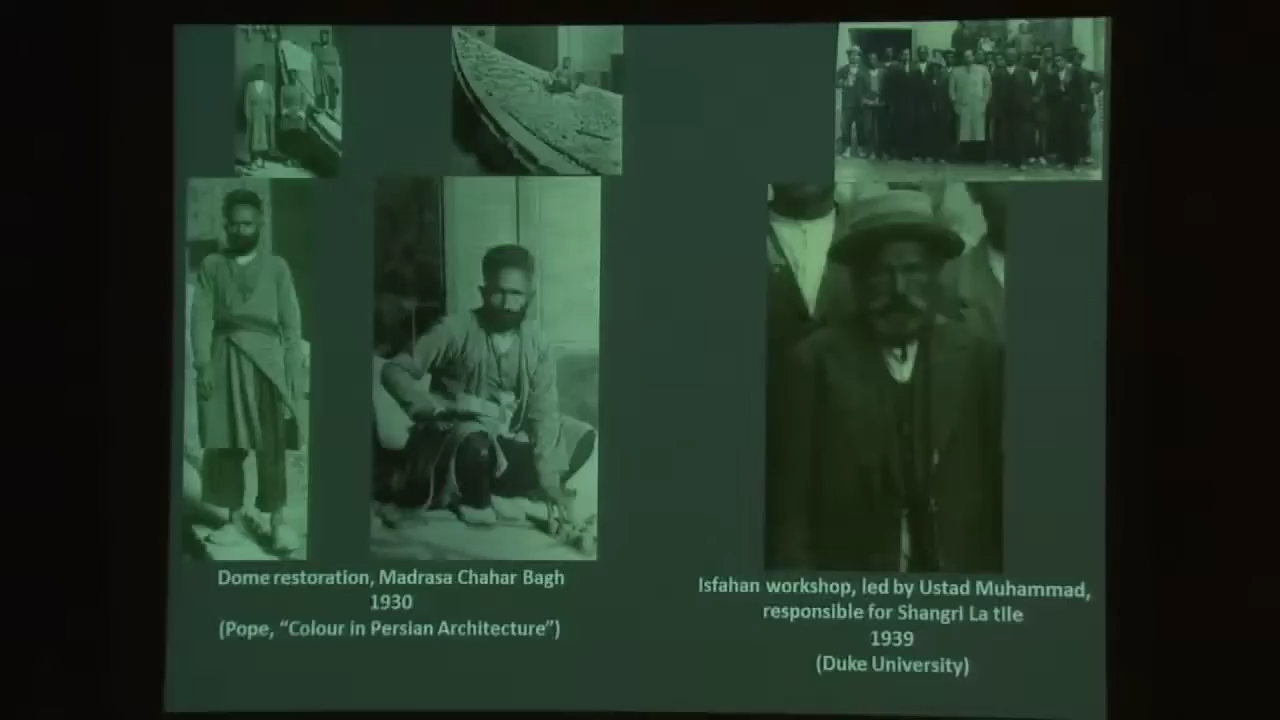 Dome restoration, Madrasa Chahar Bagh
1930
(Pope, “Colour in Persian Architecture”)
Isfahan workshop, led by Ustad Muhammad,
responsible for Shangri La tile
1939
(Duke University)